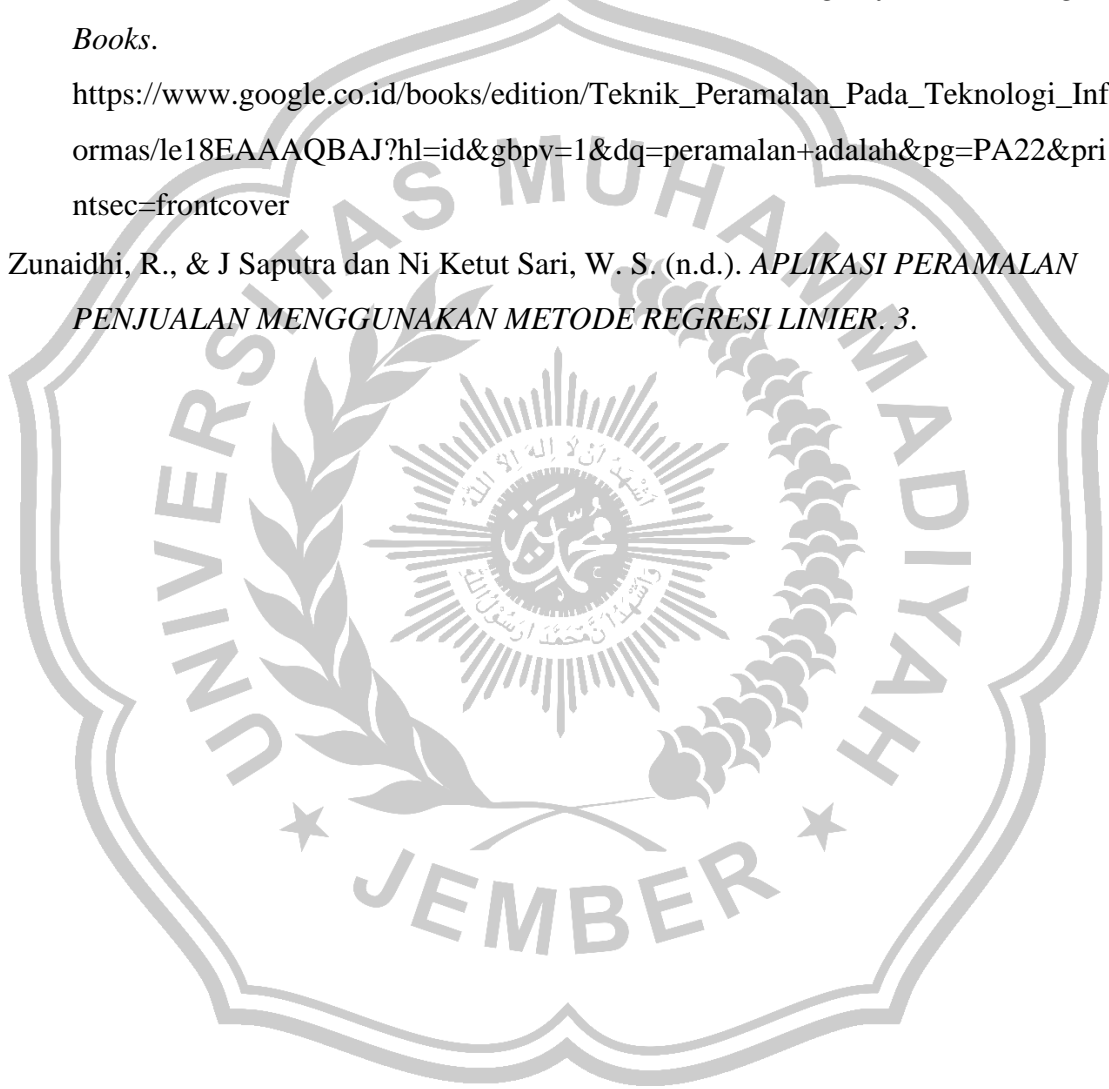 Books.
https://www.google.co.id/books/edition/Teknik_Peramalan_Pada_Teknologi_Inf
ormas/le18EAAAQBAJ?hl=id&gbpv=1&dq=peramalan+adalah&pg=PA22&pri
ntsec=frontcover
Zunaidhi, R., & J Saputra dan Ni Ketut Sari, W. S. (n.d.). APLIKASI PERAMALAN
PENJUALAN MENGGUNAKAN METODE REGRESI LINIER. 3.
UNIVERSITAS MUHAMMADIYAH
JEMBER